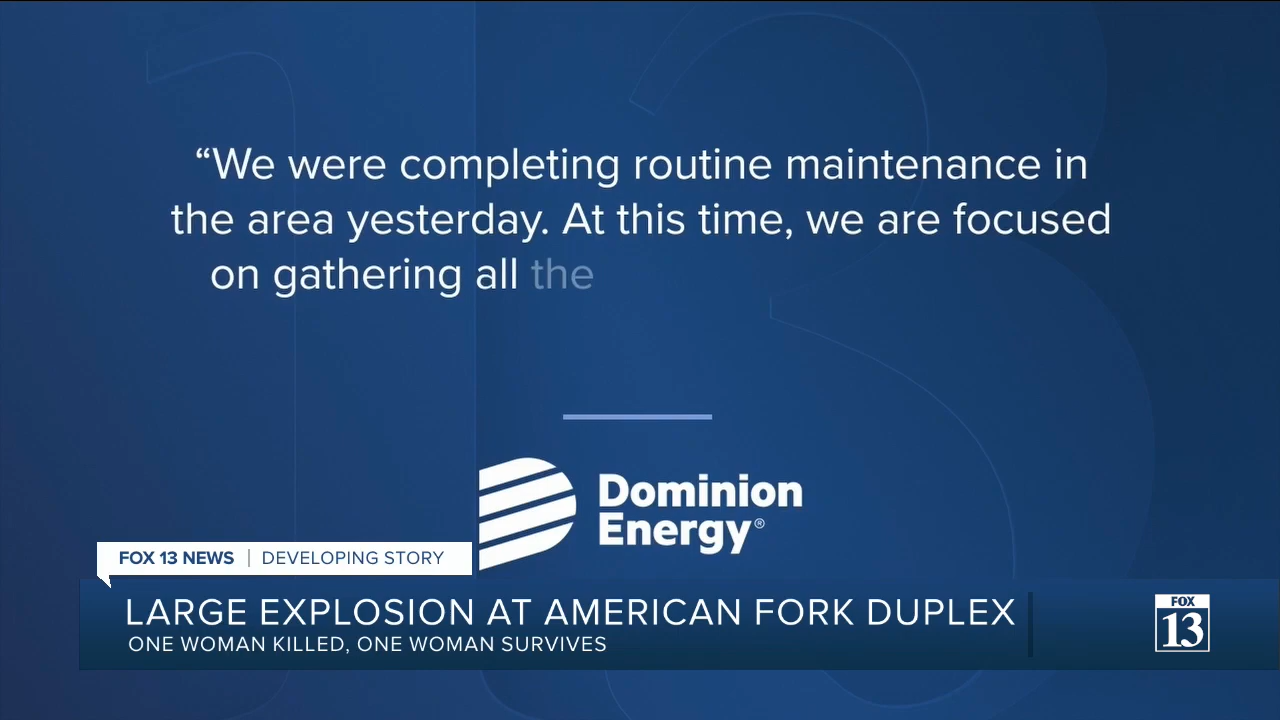 “We were completing routine maintenance in
the area yesterday. At this time, we are focused
on gathering all the
Dominion
Energy®
FOX 13 NEWS | DEVELOPING STORY
LARGE EXPLOSION AT AMERICAN FORK DUPLEX
ONE WOMAN KILLED, ONE WOMAN SURVIVES
FOX
13